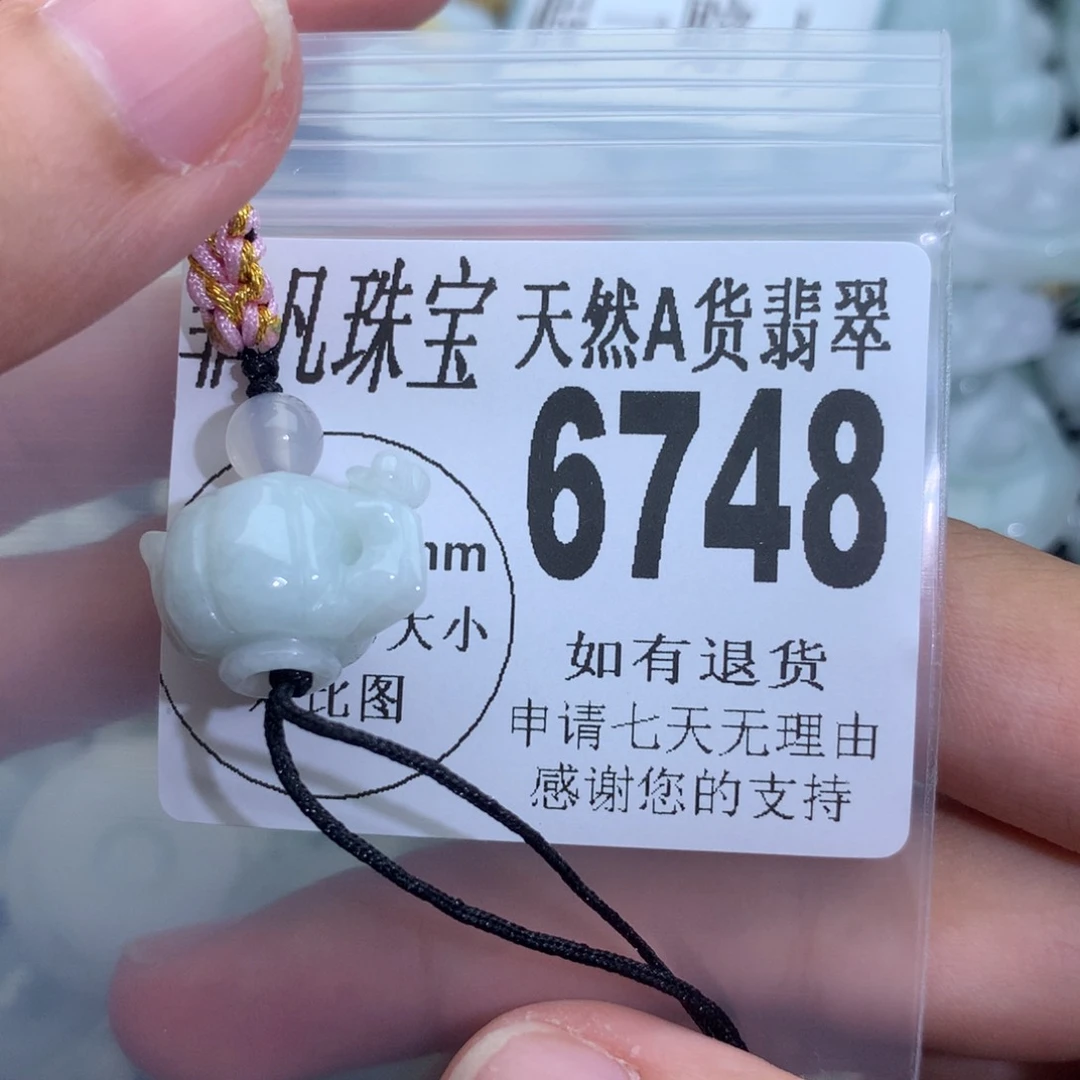 凡珠宝 天然A货翡翠
6748
mm
大小
比图
如有退货
申请七天无理由
感谢您的支持